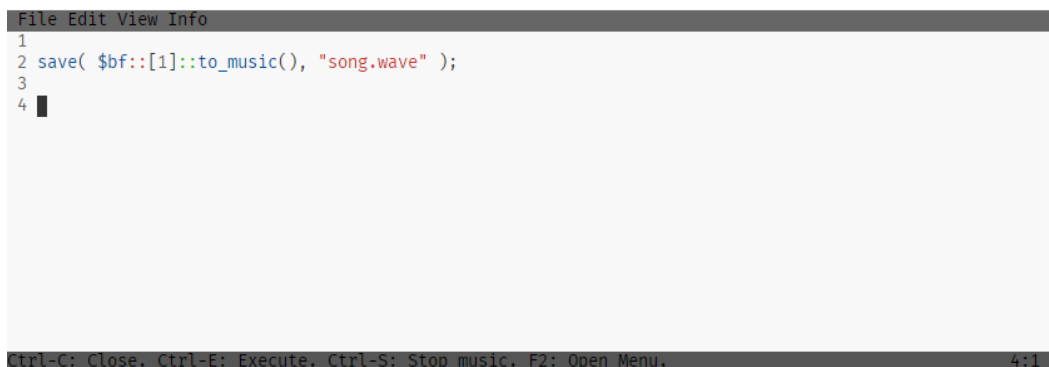 File Edit View Info
1
2 save( $bf::[1]::to_music(), "song.wave" );
3
4
Ctrl-C: Close. Ctrl-E: Execute. Ctrl-S: Stop music. F2: Open Menu. 4:1